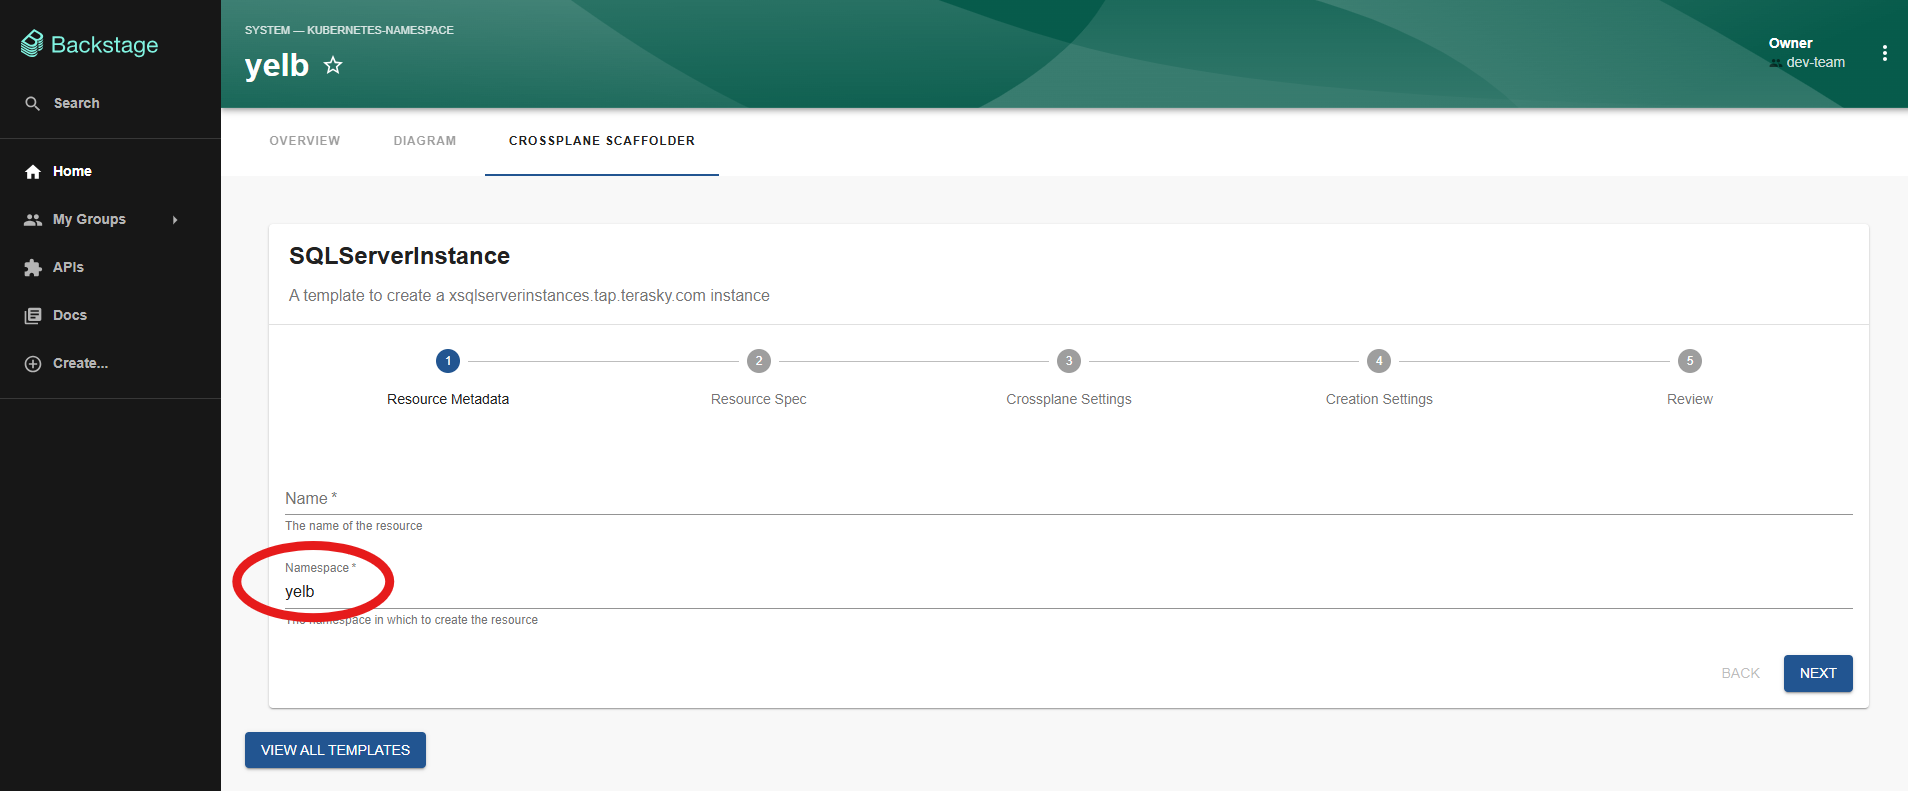 Backstage
Search
Home
My Groups
APIs
Docs
Create...
SYSTEM — KUBERNETES-NAMESPACE
yelb
Owner
dev-team
OVERVIEW
DIAGRAM
CROSSPLANE SCAFFOLDER
SQLServerInstance
A template to create a xsqlserverinstances.tap.terasky.com instance
1
2
3
4
5
Resource Metadata
Resource Spec
Crossplane Settings
Creation Settings
Review
Name *
The name of the resource
Namespace *
yelb
The namespace in which to create the resource
BACK
NEXT
VIEW ALL TEMPLATES